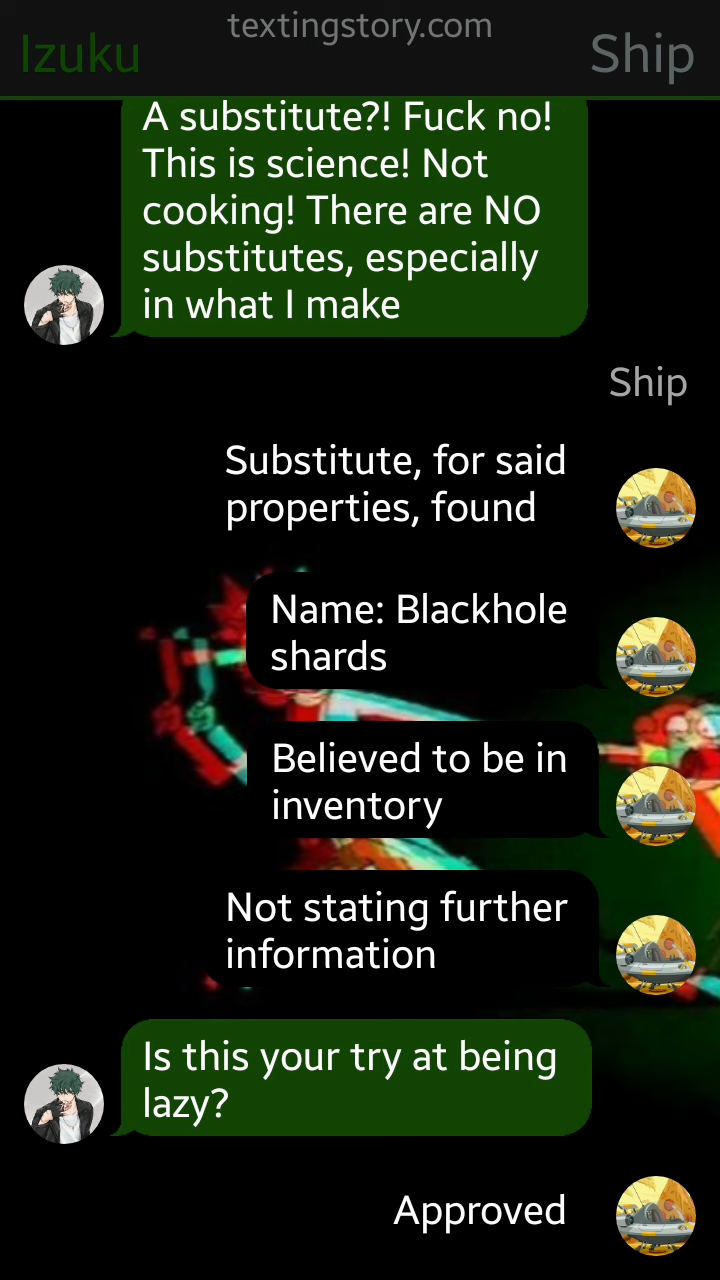 textingstory.com
Izuku
Ship
A substitute?! Fuck no!
This is science! Not
cooking! There are NO
substitutes, especially
in what I make
Ship
Substitute, for said
properties, found
Name: Blackhole
shards
Believed to be in
inventory
Not stating further
information
Is this your try at being
lazy?
Approved